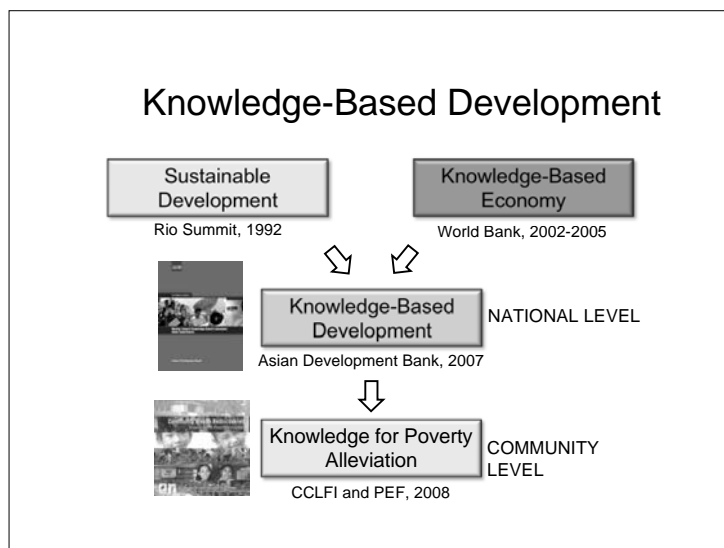 Knowledge-Based Development
Sustainable
Development
Rio Summit, 1992
Knowledge-Based
Economy
World Bank, 2002-2005
Knowledge-Based
Development
NATIONAL LEVEL
Asian Development Bank, 2007
Knowledge for Poverty
Alleviation
COMMUNITY
LEVEL
CCLFI and PEF, 2008